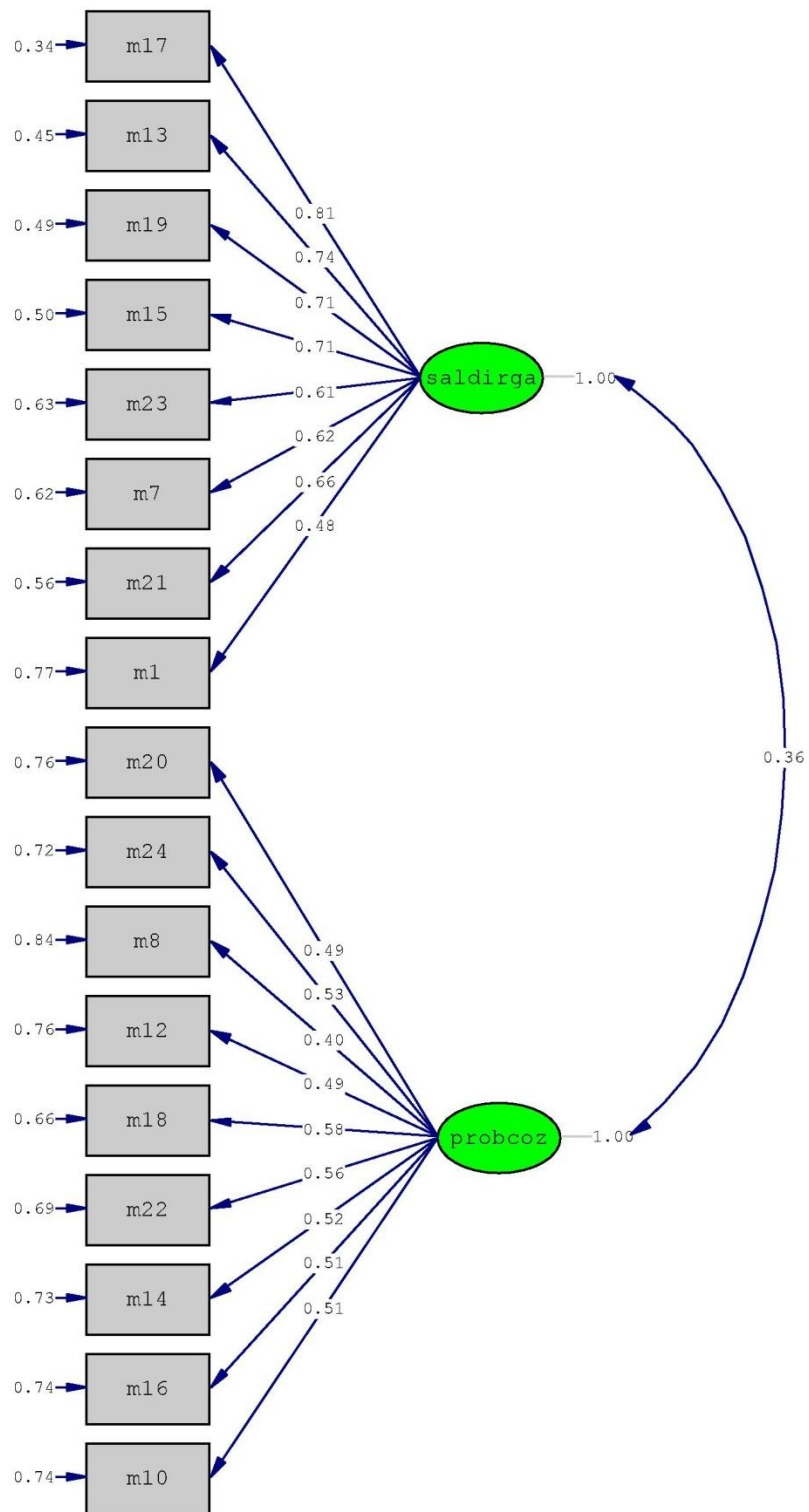 0.34 m17
0.45 m13
0.49 m19
0.50 m15
0.63 m23
0.62 m7
0.56 m21
0.77 m1
0.76 m20
0.72 m24
0.84 m8
0.76 m12
0.66 m18
0.69 m22
0.73 m14
0.74 m16
0.74 m10
0.81
0.74
0.71
0.71
0.61
0.62
0.66
0.48
saldirga 1.00
0.36
0.49
0.53
0.40
0.49
0.58
0.56
0.52
0.51
0.51
probcoz 1.00